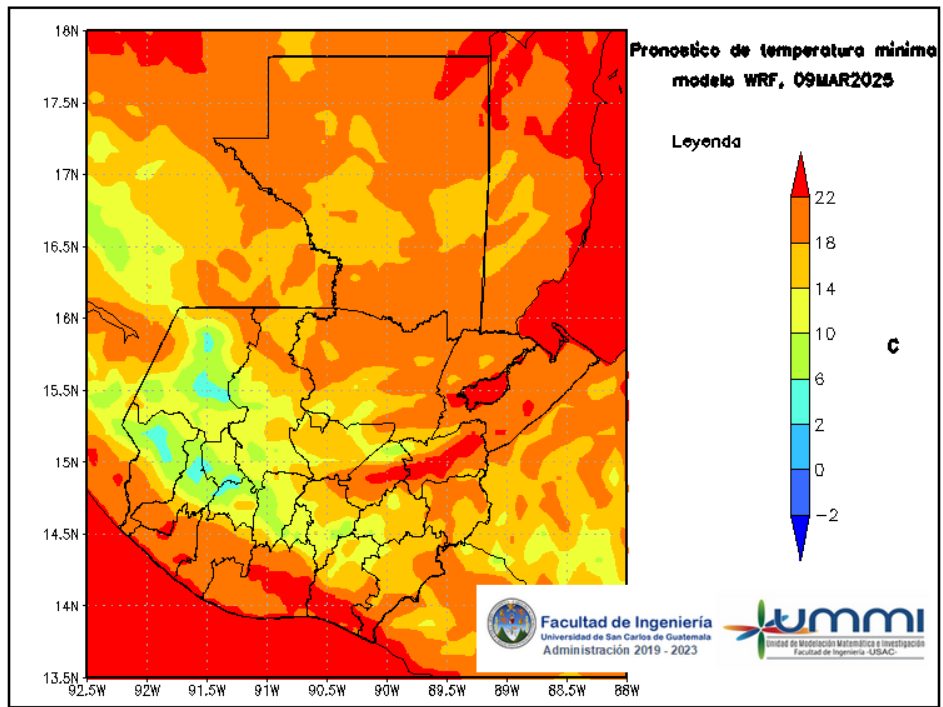 Pronostico de temperatura minima
modelo WRF, 09MAR2025
Leyenda
22
18
14
10
6
2
0
-2
C
18N
17.5N
17N
16.5N
16N
15.5N
15N
14.5N
14N
13.5N
92.5W 92W 91.5W 91W 90.5W 90W 89.5W 89W 88.5W 88W
Facultad de Ingeniería
Universidad de San Carlos de Guatemala
Administración 2019 - 2023
ummi
Unidad de Modelación Matemática e Investigación
Facultad de Ingeniería -USAC-